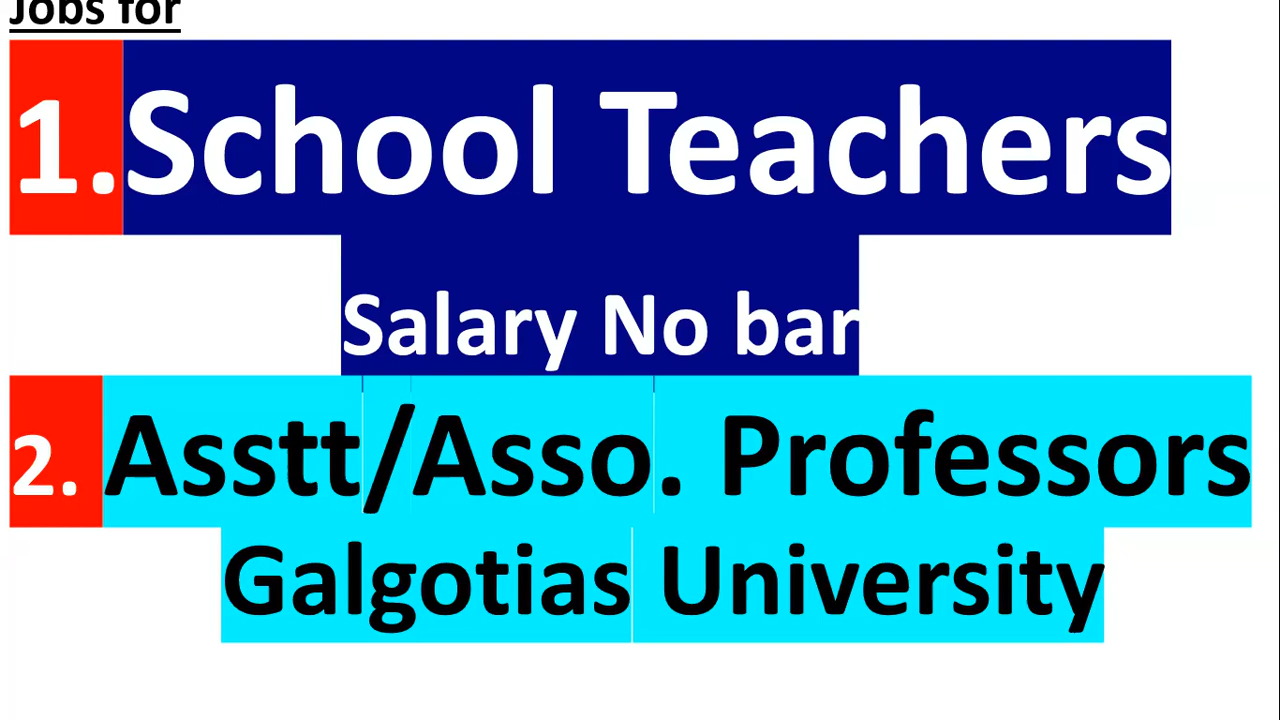 Jobs for
1.School Teachers
Salary No bar
2. Asstt/Asso. Professors
Galgotias University